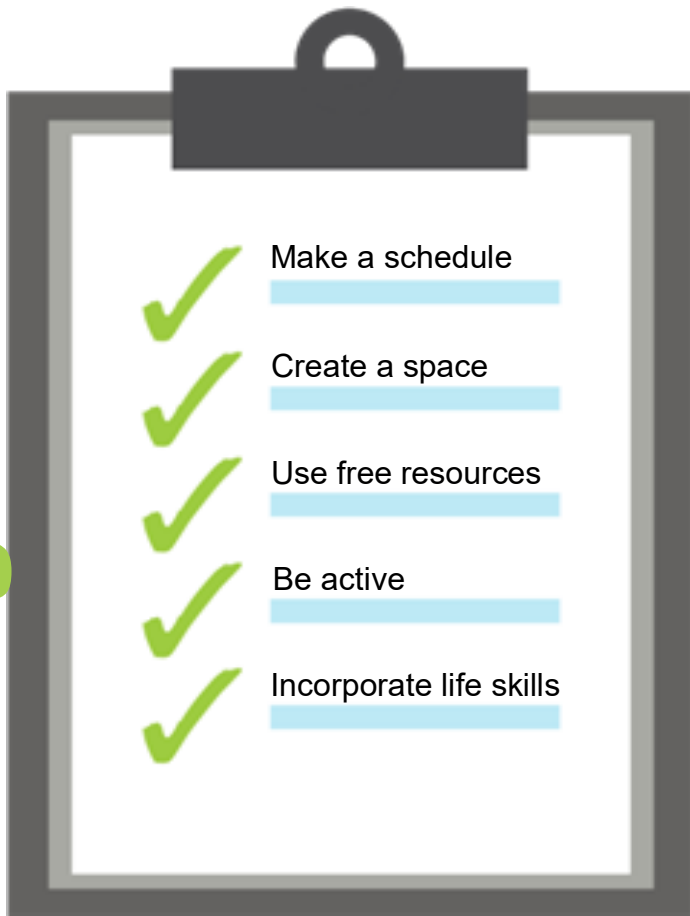 Make a schedule
Create a space
Use free resources
Be active
Incorporate life skills